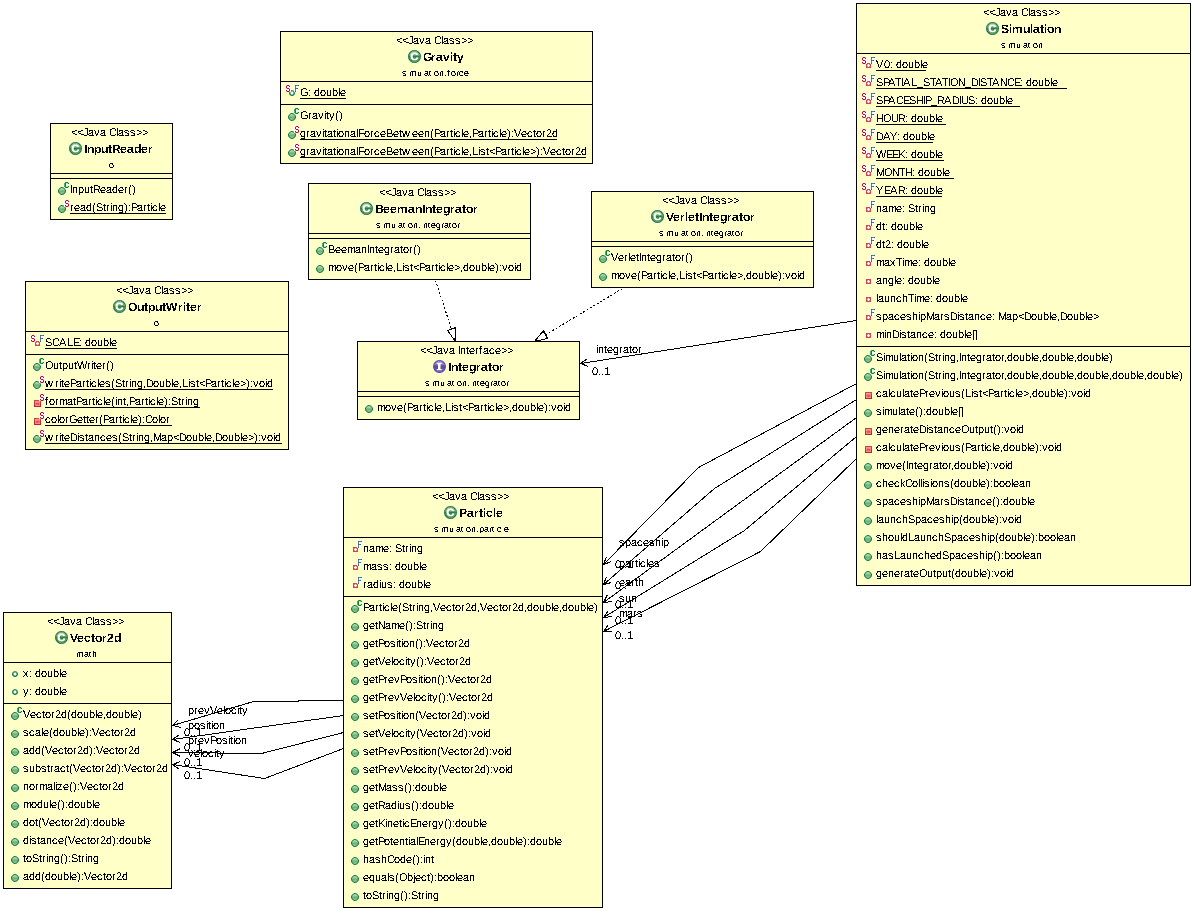 <<Java Class>>
InputReader
io
InputReader()
read(String):Particle
<<Java Class>>
Gravity
simulation.force
G: double
Gravity()
gravitationalForceBetween(Particle,Particle):Vector2d
gravitationalForceBetween(Particle,List<Particle>):Vector2d
<<Java Class>>
BeemanIntegrator
simulation.integrator
BeemanIntegrator()
move(Particle,List<Particle>,double):void
<<Java Class>>
VerletIntegrator
simulation.integrator
VerletIntegrator()
move(Particle,List<Particle>,double):void
<<Java Class>>
OutputWriter
io
SCALE: double
OutputWriter()
writeParticles(String,Double,List<Particle>):void
formatParticle(int,Particle):String
colorGetter(Particle):Color
writeDistances(String,Map<Double,Double>):void
<<Java Interface>>
Integrator
simulation.integrator
move(Particle,List<Particle>,double):void
integrator
0..1
<<Java Class>>
Simulation
simulation
V0: double
SPATIAL_STATION_DISTANCE: double
SPACESHIP_RADIUS: double
HOUR: double
DAY: double
WEEK: double
MONTH: double
YEAR: double
name: String
dt: double
dt2: double
maxTime: double
angle: double
launchTime: double
spaceshipMarsDistance: Map<Double,Double>
minDistance: double[]
Simulation(String,Integrator,double,double,double)
Simulation(String,Integrator,double,double,double,double,double)
calculatePrevious(List<Particle>,double):void
simulate():double[]
generateDistanceOutput():void
calculatePrevious(Particle,double):void
move(Integrator,double):void
checkCollisions(double):boolean
spaceshipMarsDistance():double
launchSpaceship(double):void
shouldLaunchSpaceship(double):boolean
hasLaunchedSpaceship():boolean
generateOutput(double):void
<<Java Class>>
Particle
simulation.particle
name: String
mass: double
radius: double
Particle(String,Vector2d,Vector2d,double,double)
getName():String
getPosition():Vector2d
getVelocity():Vector2d
getPrevPosition():Vector2d
getPrevVelocity():Vector2d
setPosition(Vector2d):void
setVelocity(Vector2d):void
setPrevPosition(Vector2d):void
setPrevVelocity(Vector2d):void
getMass():double
getRadius():double
getKineticEnergy():double
getPotentialEnergy(double,double):double
hashCode():int
equals(Object):boolean
toString():String
spaceship
particles
earth
sun
0..1
mars
0..1
0..1
<<Java Class>>
Vector2d
math
x: double
y: double
Vector2d(double,double)
scale(double):Vector2d
add(Vector2d):Vector2d
substract(Vector2d):Vector2d
normalize():Vector2d
module():double
dot(Vector2d):double
distance(Vector2d):double
toString():String
add(double):Vector2d
prevVelocity
position
0..1
prevPosition
0..1
velocity
0..1
0..1